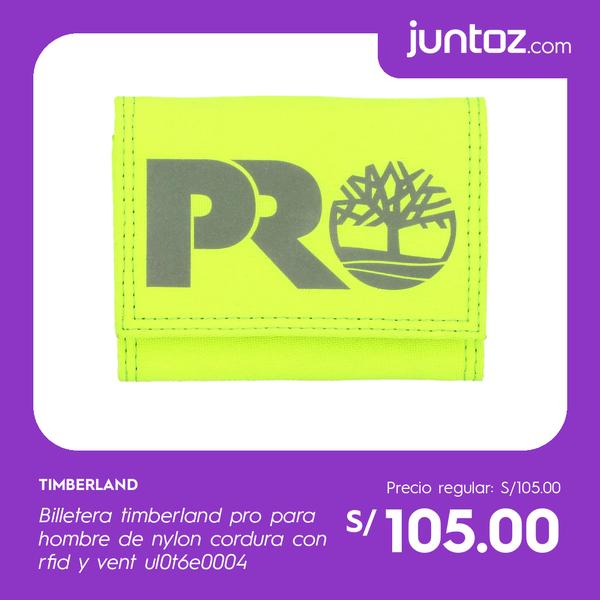 juntoz.com
PRO
TIMBERLAND
Billetera timberland pro para
hombre de nylon cordura con
rfid y vent ul0t6e0004
Precio regular: S/105.00
S/ 105.00